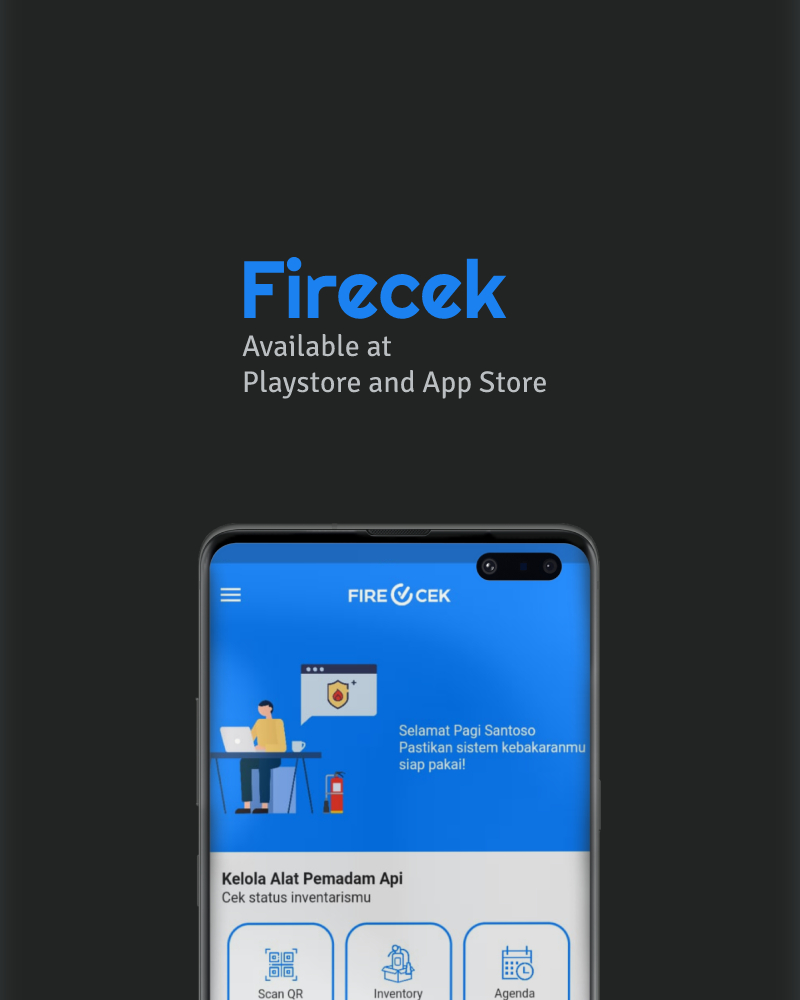 Firecek
Available at
Playstore and App Store
FIRE CEK
Selamat Pagi Santoso
Pastikan sistem kebakaranmu
siap pakai!
Kelola Alat Pemadam Api
Cek status inventarismu
Scan QR
Inventory
Agenda